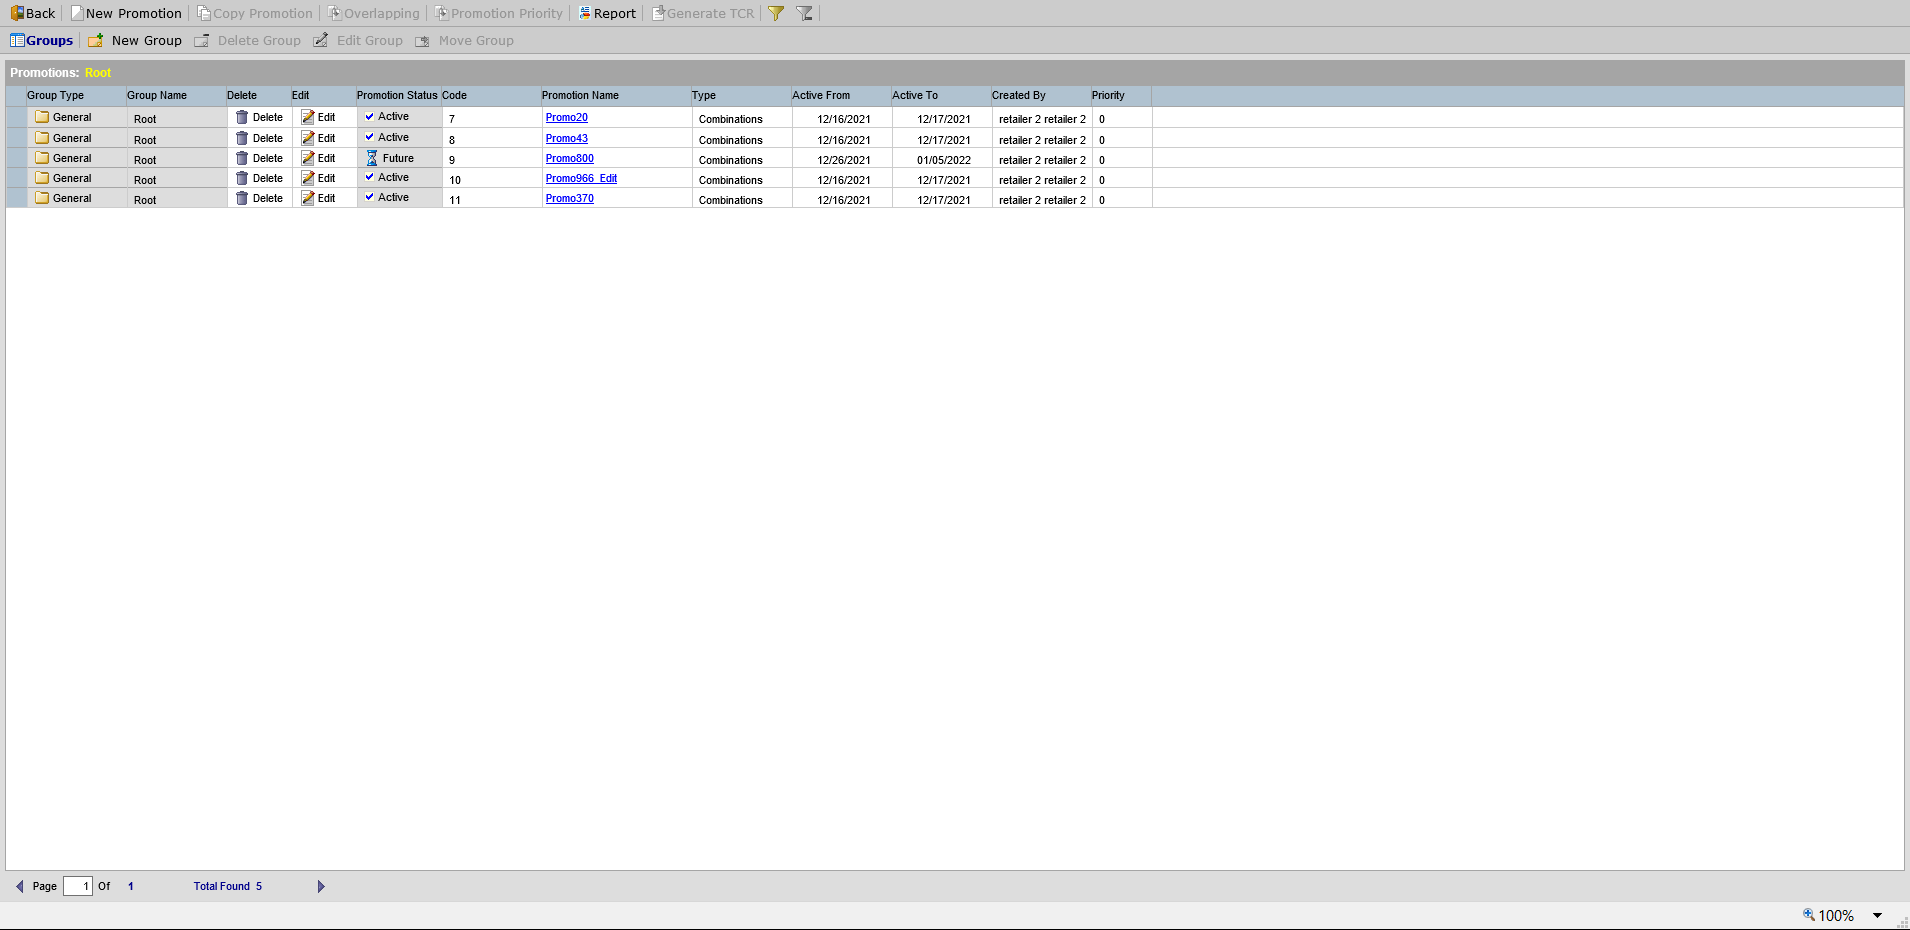 Back New Promotion Copy Promotion Overlapping Promotion Priority Report Generate TCR
Groups New Group Delete Group Edit Group Move Group
Promotions: Root
Group Type Group Name Delete Edit Promotion Status Code Promotion Name Type Active From Active To Created By Priority
General Root Delete Edit Active 7 Promo20 Combinations 12/16/2021 12/17/2021 retailer 2 retailer 2 0
General Root Delete Edit Active 8 Promo43 Combinations 12/16/2021 12/17/2021 retailer 2 retailer 2 0
General Root Delete Edit Future 9 Promo800 Combinations 12/26/2021 01/05/2022 retailer 2 retailer 2 0
General Root Delete Edit Active 10 Promo966_Edit Combinations 12/16/2021 12/17/2021 retailer 2 retailer 2 0
General Root Delete Edit Active 11 Promo370 Combinations 12/16/2021 12/17/2021 retailer 2 retailer 2 0
Page 1 Of 1 Total Found 5
100%